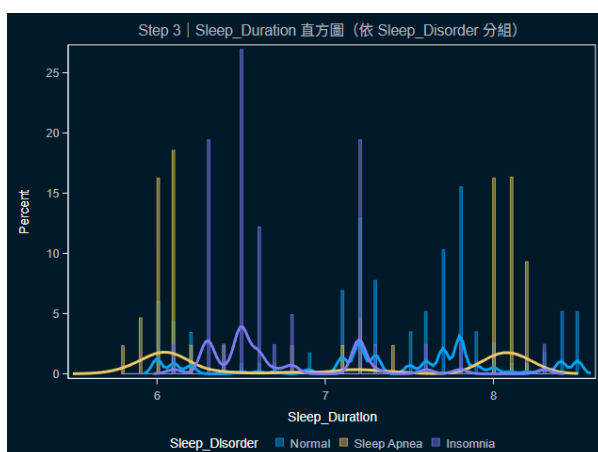 Step 3｜Sleep_Duration 直方圖（依 Sleep_Disorder 分組）
25
20
15
10
5
0
Percent
6
7
8
Sleep_Duration
Sleep_Disorder Normal Sleep Apnea Insomnia